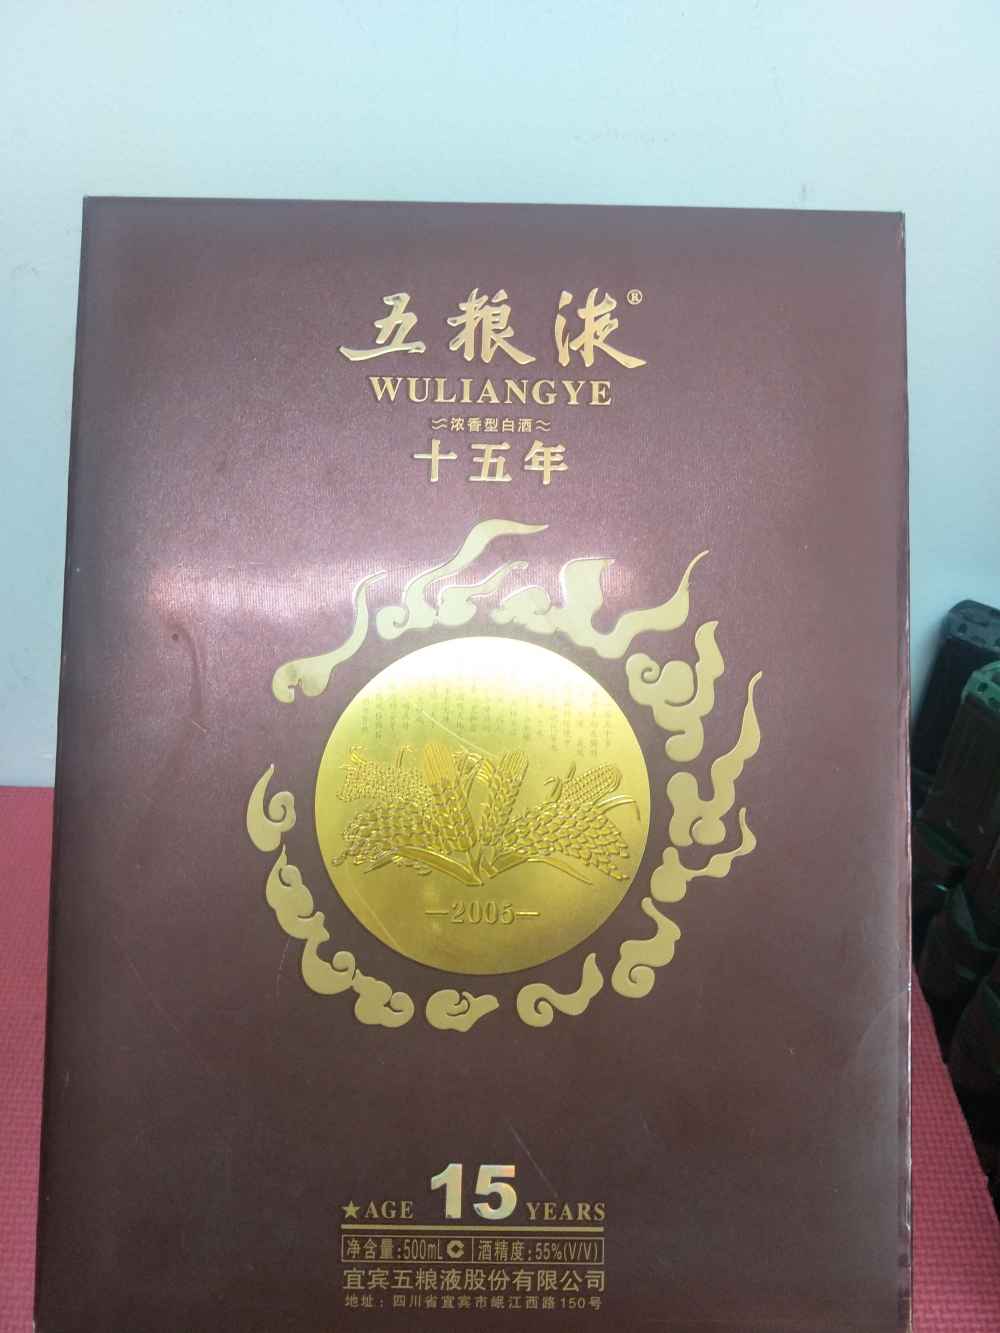 五粮液®
WULIANGYE
浓香型白酒
十五年
—2005—
★AGE 15 YEARS
净含量:500mL C 酒精度:55%(V/V)
宜宾五粮液股份有限公司
地址:四川省宜宾市岷江西路150号